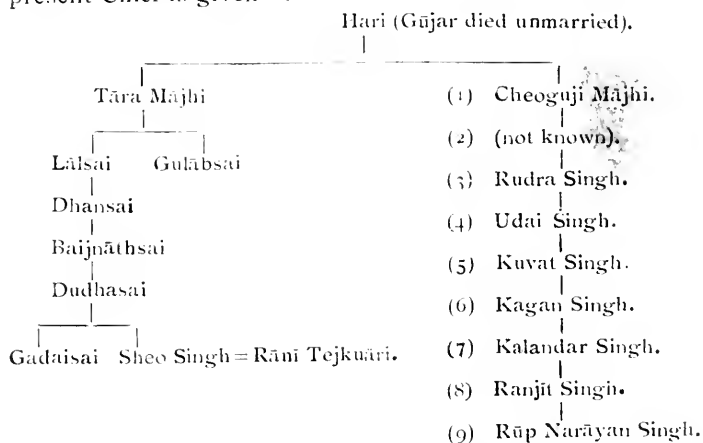 present Chief is given
Hari (Gūjar died unmarried).
Tāra Mājhi
(1) Cheoguji Mājhi.
(2) (not known).
Lālsai Gulābsai
(3) Rudra Singh.
Dhansai
(4) Udai Singh.
Baijnāthsai
(5) Kuvat Singh.
Dudhasai
(6) Kagan Singh.
Gadaisai Sheo Singh = Rānī Tejkuāri.
(7) Kalandar Singh.
(8) Ranjīt Singh.
(9) Rūp Narāyan Singh.